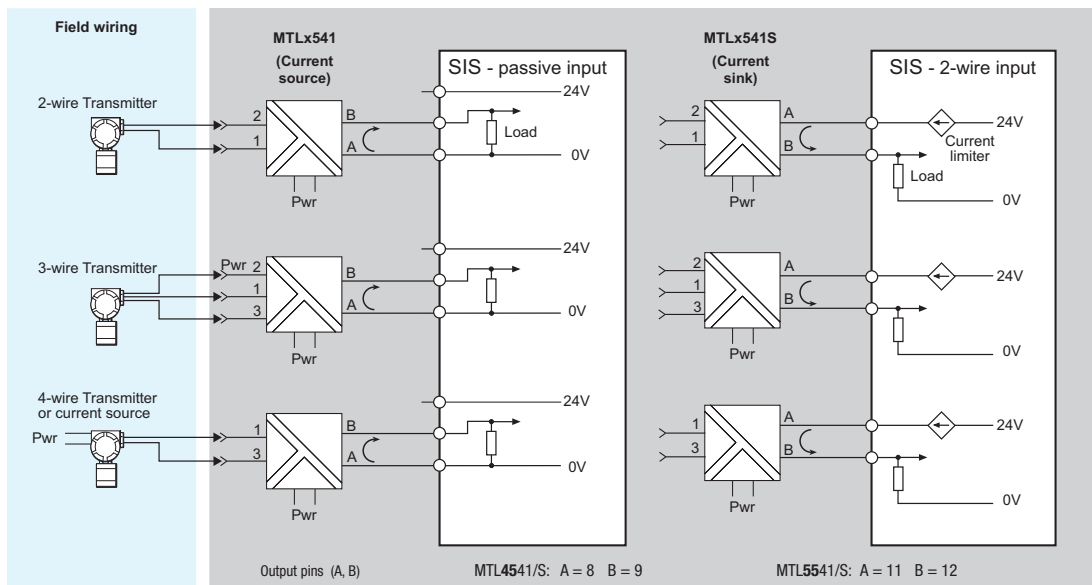 Field wiring
MTLx541
(Current
source)
SIS - passive input
MTLx541S
(Current
sink)
SIS - 2-wire input
2-wire Transmitter
2
1
B
A
Pwr
24V
Load
0V
2
1
A
B
Pwr
24V
Current
limiter
Load
0V
3-wire Transmitter
Pwr 2
1
3
B
A
Pwr
24V
0V
2
1
3
A
B
Pwr
24V
0V
4-wire Transmitter
or current source
Pwr
1
3
B
A
Pwr
24V
0V
1
3
A
B
Pwr
24V
0V
Output pins (A, B)
MTL4541/S: A = 8 B = 9
MTL5541/S: A = 11 B = 12